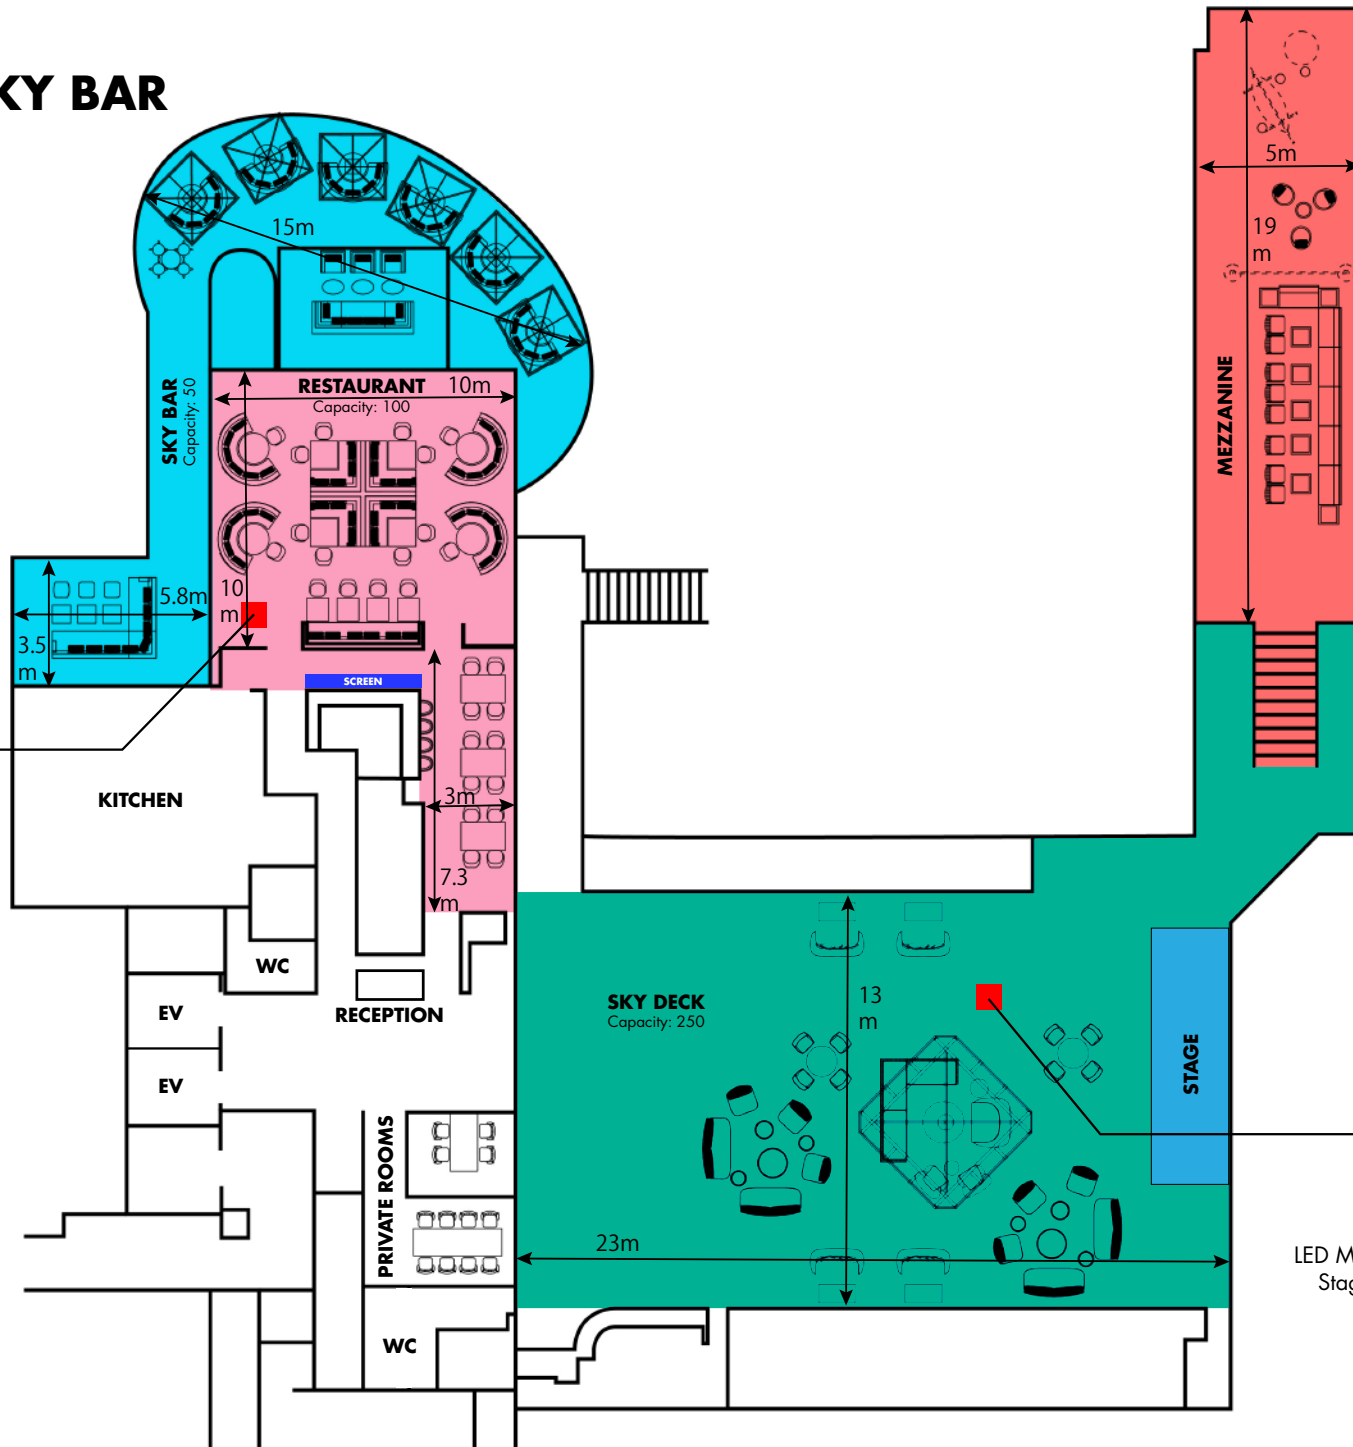 KY BAR
15m
5m
19
m
SKY BAR
Capacity: 50
RESTAURANT
10m
Capacity: 100
MEZZANINE
10
m
5.8m
3.5
m
SCREEN
KITCHEN
3m
7.3
m
WC
EV
EV
RECEPTION
SKY DECK
Capacity: 250
13
m
STAGE
PRIVATE ROOMS
23m
WC
LED M
Stag